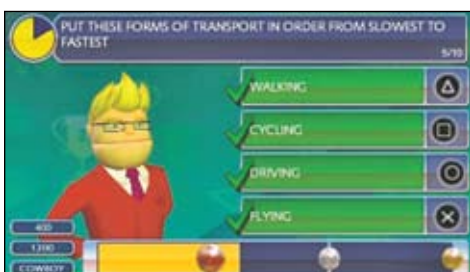 PUT THESE FORMS OF TRANSPORT IN ORDER FROM SLOWEST TO
FASTEST
5/10
WALKING
CYCLING
DRIVING
FLYING
400
1390
COWBOY